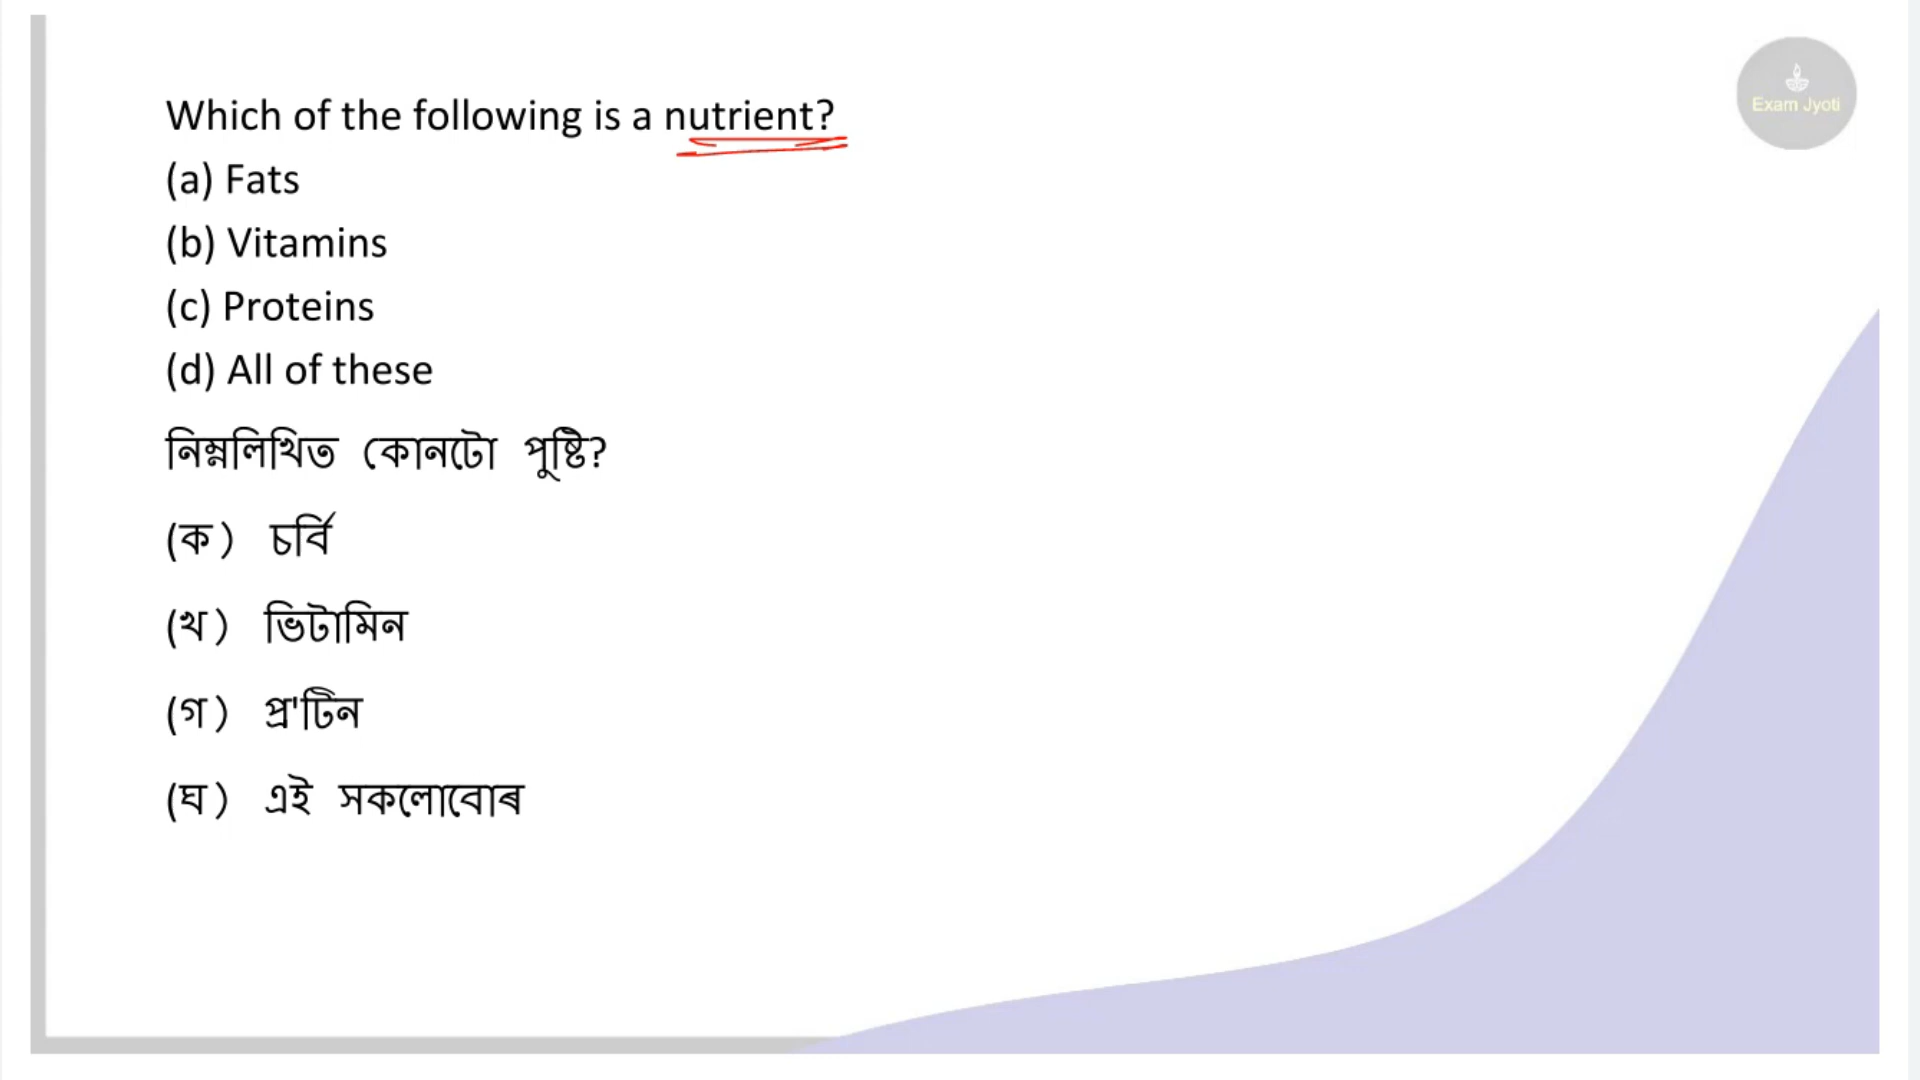 Exam Jyoti
Which of the following is a nutrient?
(a) Fats
(b) Vitamins
(c) Proteins
(d) All of these
নিম্নলিখিত কোনটো পুষ্টি?
(ক) চৰ্বি
(খ) ভিটামিন
(গ) প্ৰ'টিন
(ঘ) এই সকলোবোৰ